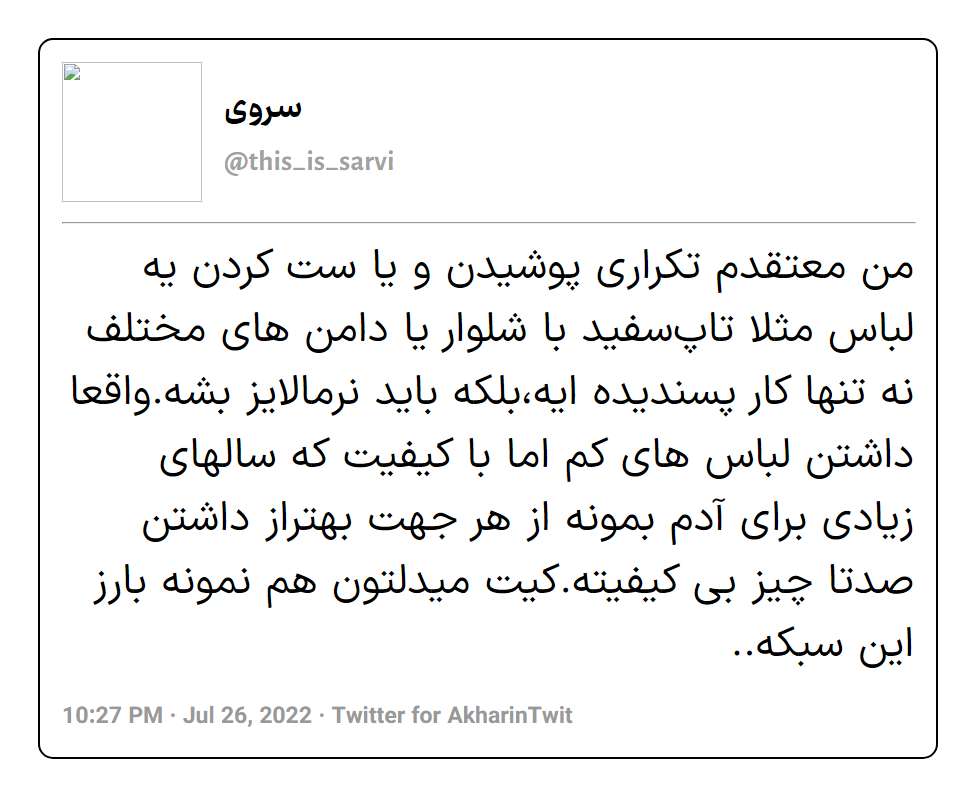 سروی
@this_is_sarvi
من معتقدم تکراری پوشیدن و یا ست کردن یه
لباس مثلا تاپ‌سفید با شلوار یا دامن های مختلف
نه تنها کار پسندیده ایه،بلکه باید نرمالایز بشه.واقعا
داشتن لباس های کم اما با کیفیت که سالهای
زیادی برای آدم بمونه از هر جهت بهتراز داشتن
صدتا چیز بی کیفیته.کیت میدلتون هم نمونه بارز
این سبکه..
10:27 PM · Jul 26, 2022 · Twitter for AkharinTwit